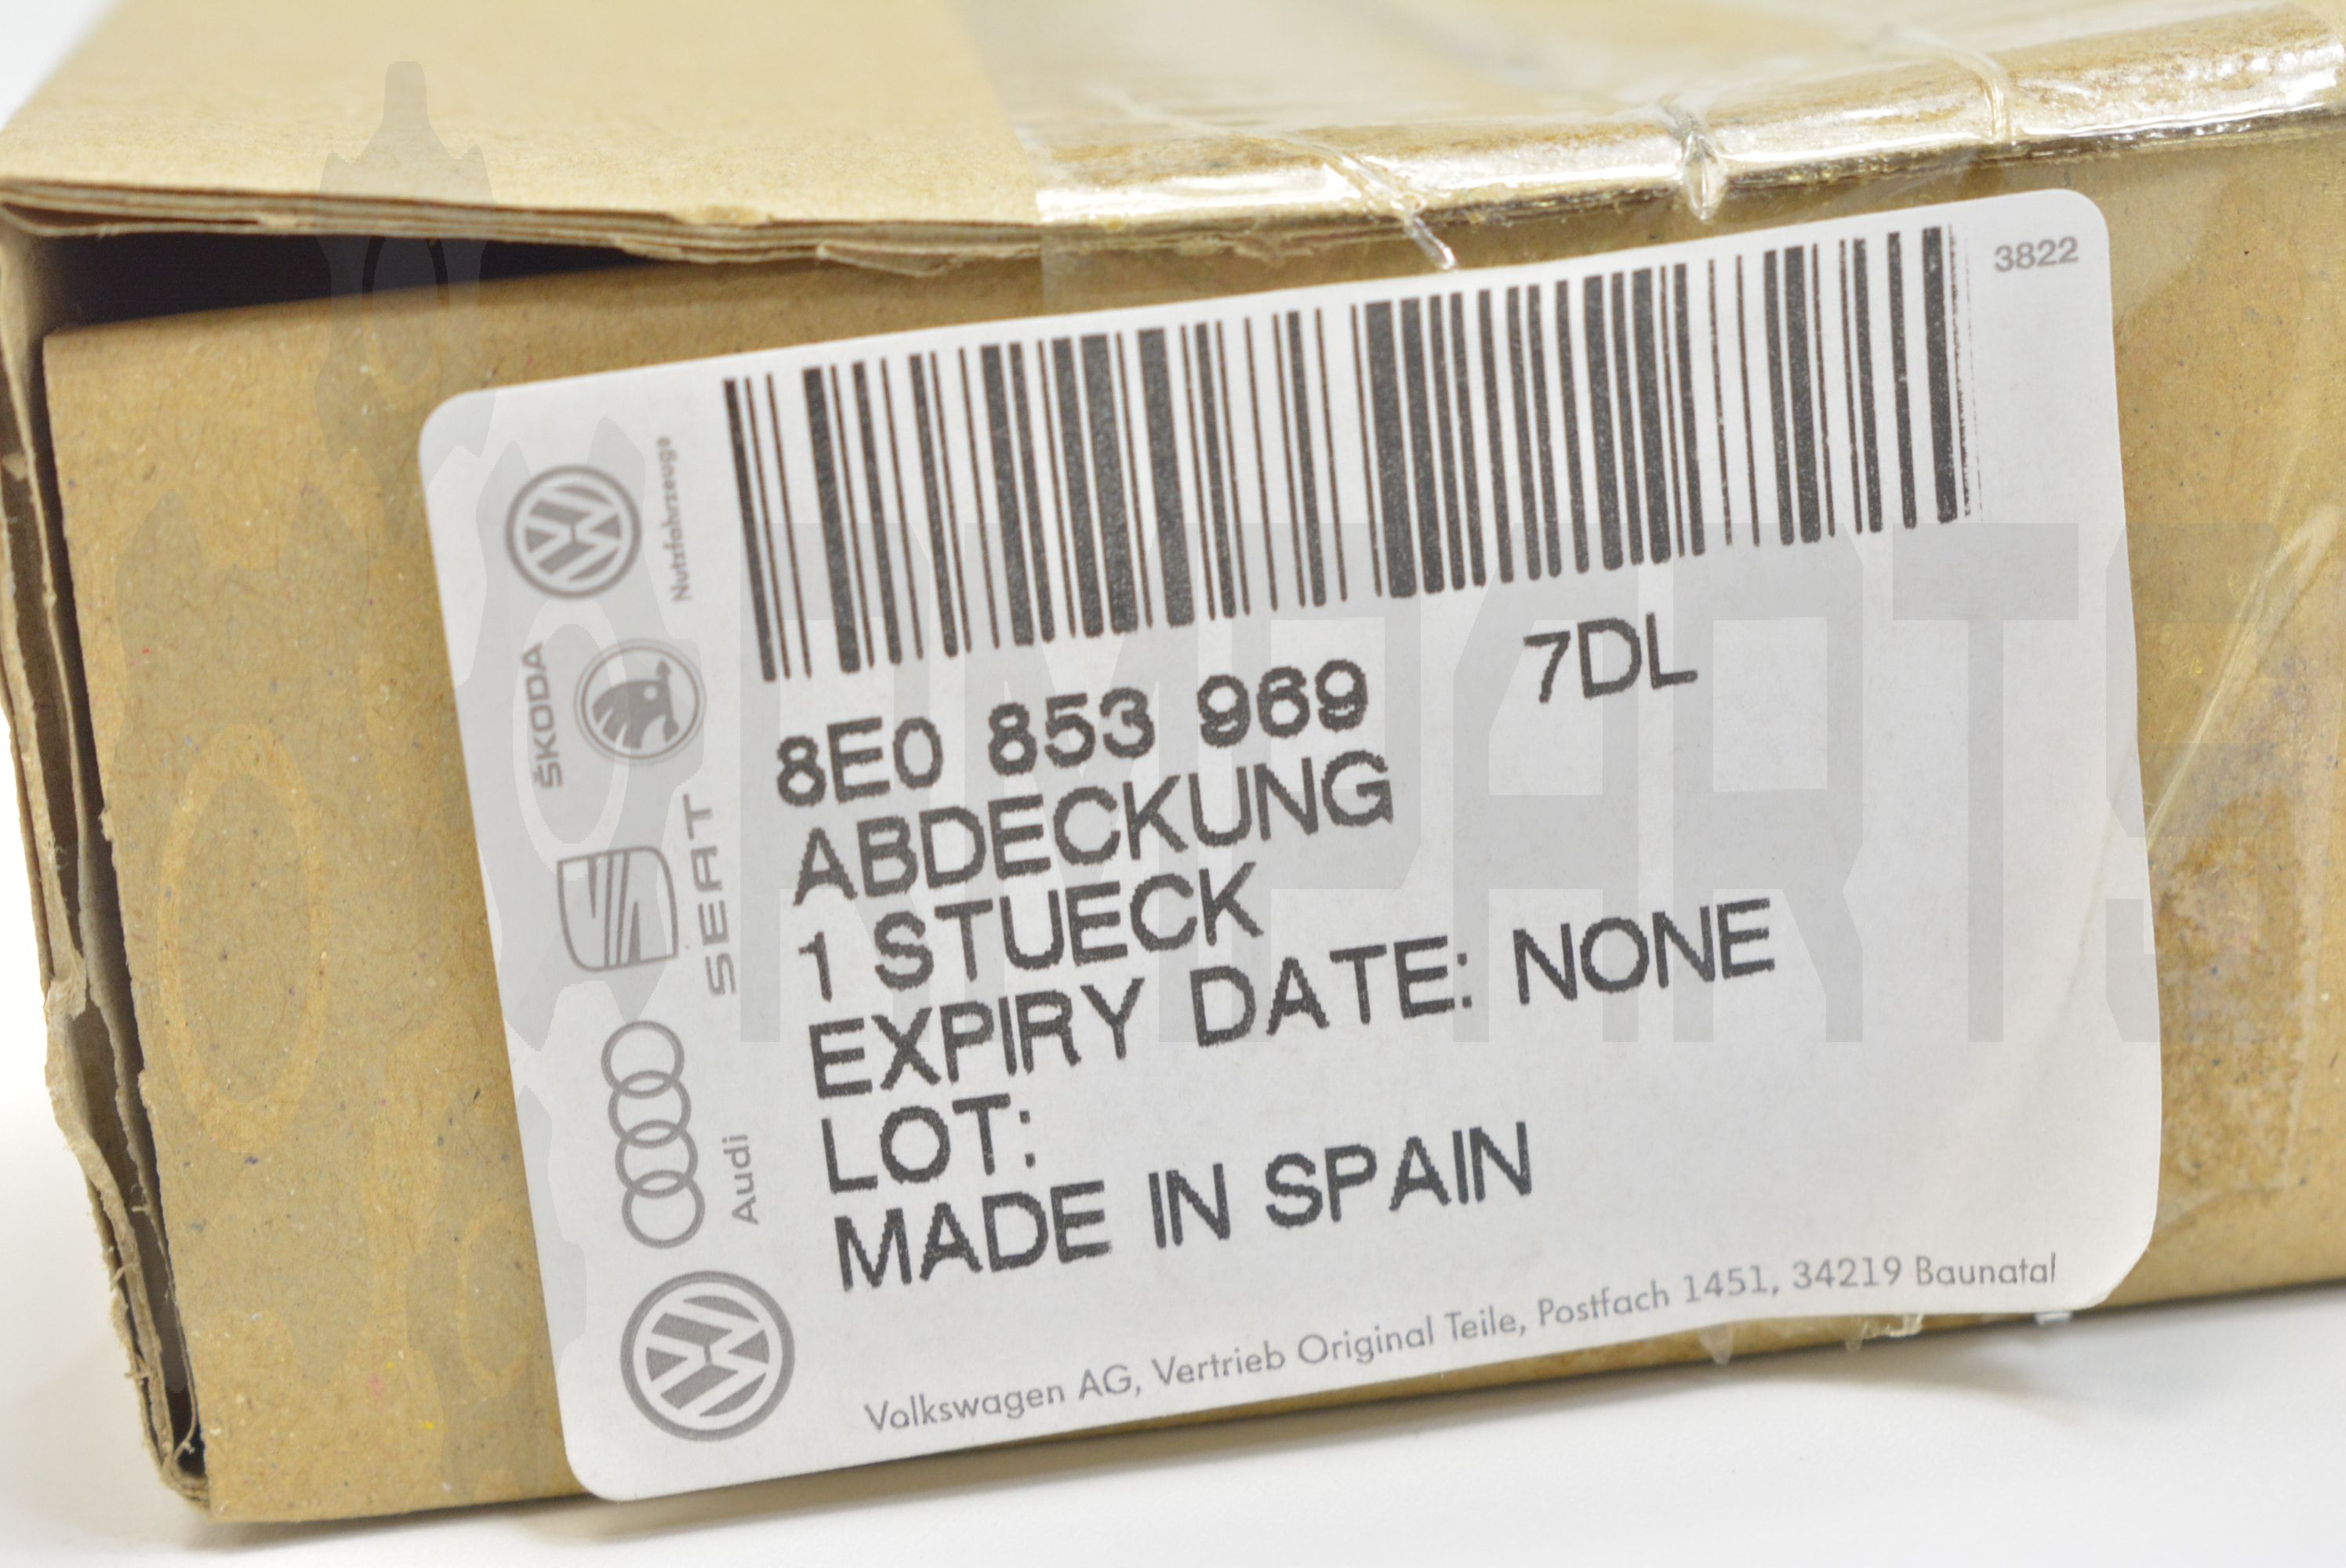 3822
8E0 853 969 7DL
ABDECKUNG
1 STUECK
EXPIRY DATE: NONE
LOT:
MADE IN SPAIN
Volkswagen AG, Vertrieb Original Teile, Postfach 1451, 34219 Baunatal
Nutzfahrzeuge
ŠKODA
SEAT
Audi